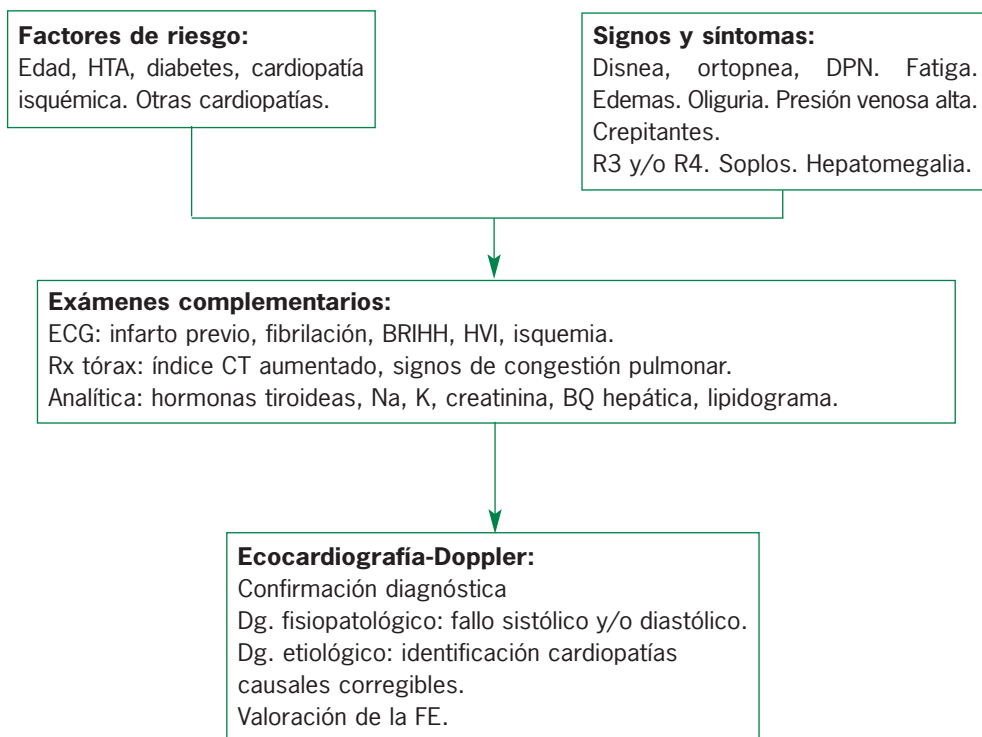 Factores de riesgo:
Edad, HTA, diabetes, cardiopatía
isquémica. Otras cardiopatías.
Signos y síntomas:
Disnea, ortopnea, DPN. Fatiga.
Edemas. Oliguria. Presión venosa alta.
Crepitantes.
R3 y/o R4. Soplos. Hepatomegalia.
Exámenes complementarios:
ECG: infarto previo, fibrilación, BRIHH, HVI, isquemia.
Rx tórax: índice CT aumentado, signos de congestión pulmonar.
Analítica: hormonas tiroideas, Na, K, creatinina, BQ hepática, lipidograma.
Ecocardiografía-Doppler:
Confirmación diagnóstica
Dg. fisiopatológico: fallo sistólico y/o diastólico.
Dg. etiológico: identificación cardiopatías
causales corregibles.
Valoración de la FE.